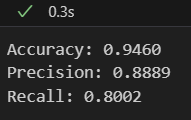 0.3s
Accuracy: 0.9460
Precision: 0.8889
Recall: 0.8002